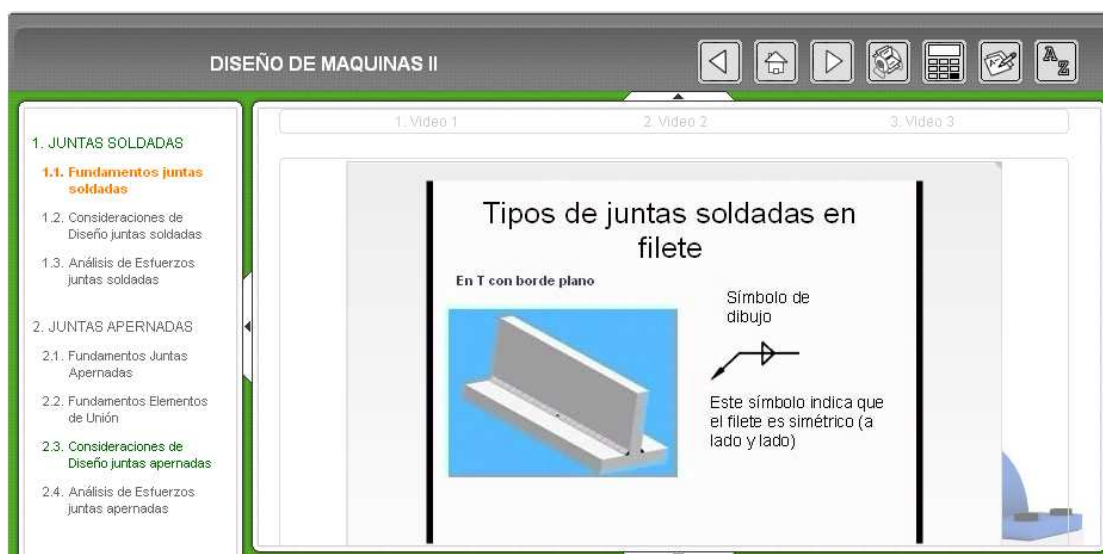 DISEÑO DE MAQUINAS II
A
Z
1. JUNTAS SOLDADAS
1.1. Fundamentos juntas
soldadas
1.2. Consideraciones de
Diseño juntas soldadas
1.3. Análisis de Esfuerzos
juntas soldadas
2. JUNTAS APERNADAS
2.1. Fundamentos Juntas
Apernadas
2.2. Fundamentos Elementos
de Unión
2.3. Consideraciones de
Diseño juntas apernadas
2.4. Análisis de Esfuerzos
juntas apernadas
1. Video 1
2. Video 2
3. Video 3
Tipos de juntas soldadas en
filete
En T con borde plano
Símbolo de
dibujo
Este símbolo indica que
el filete es simétrico (a
lado y lado)